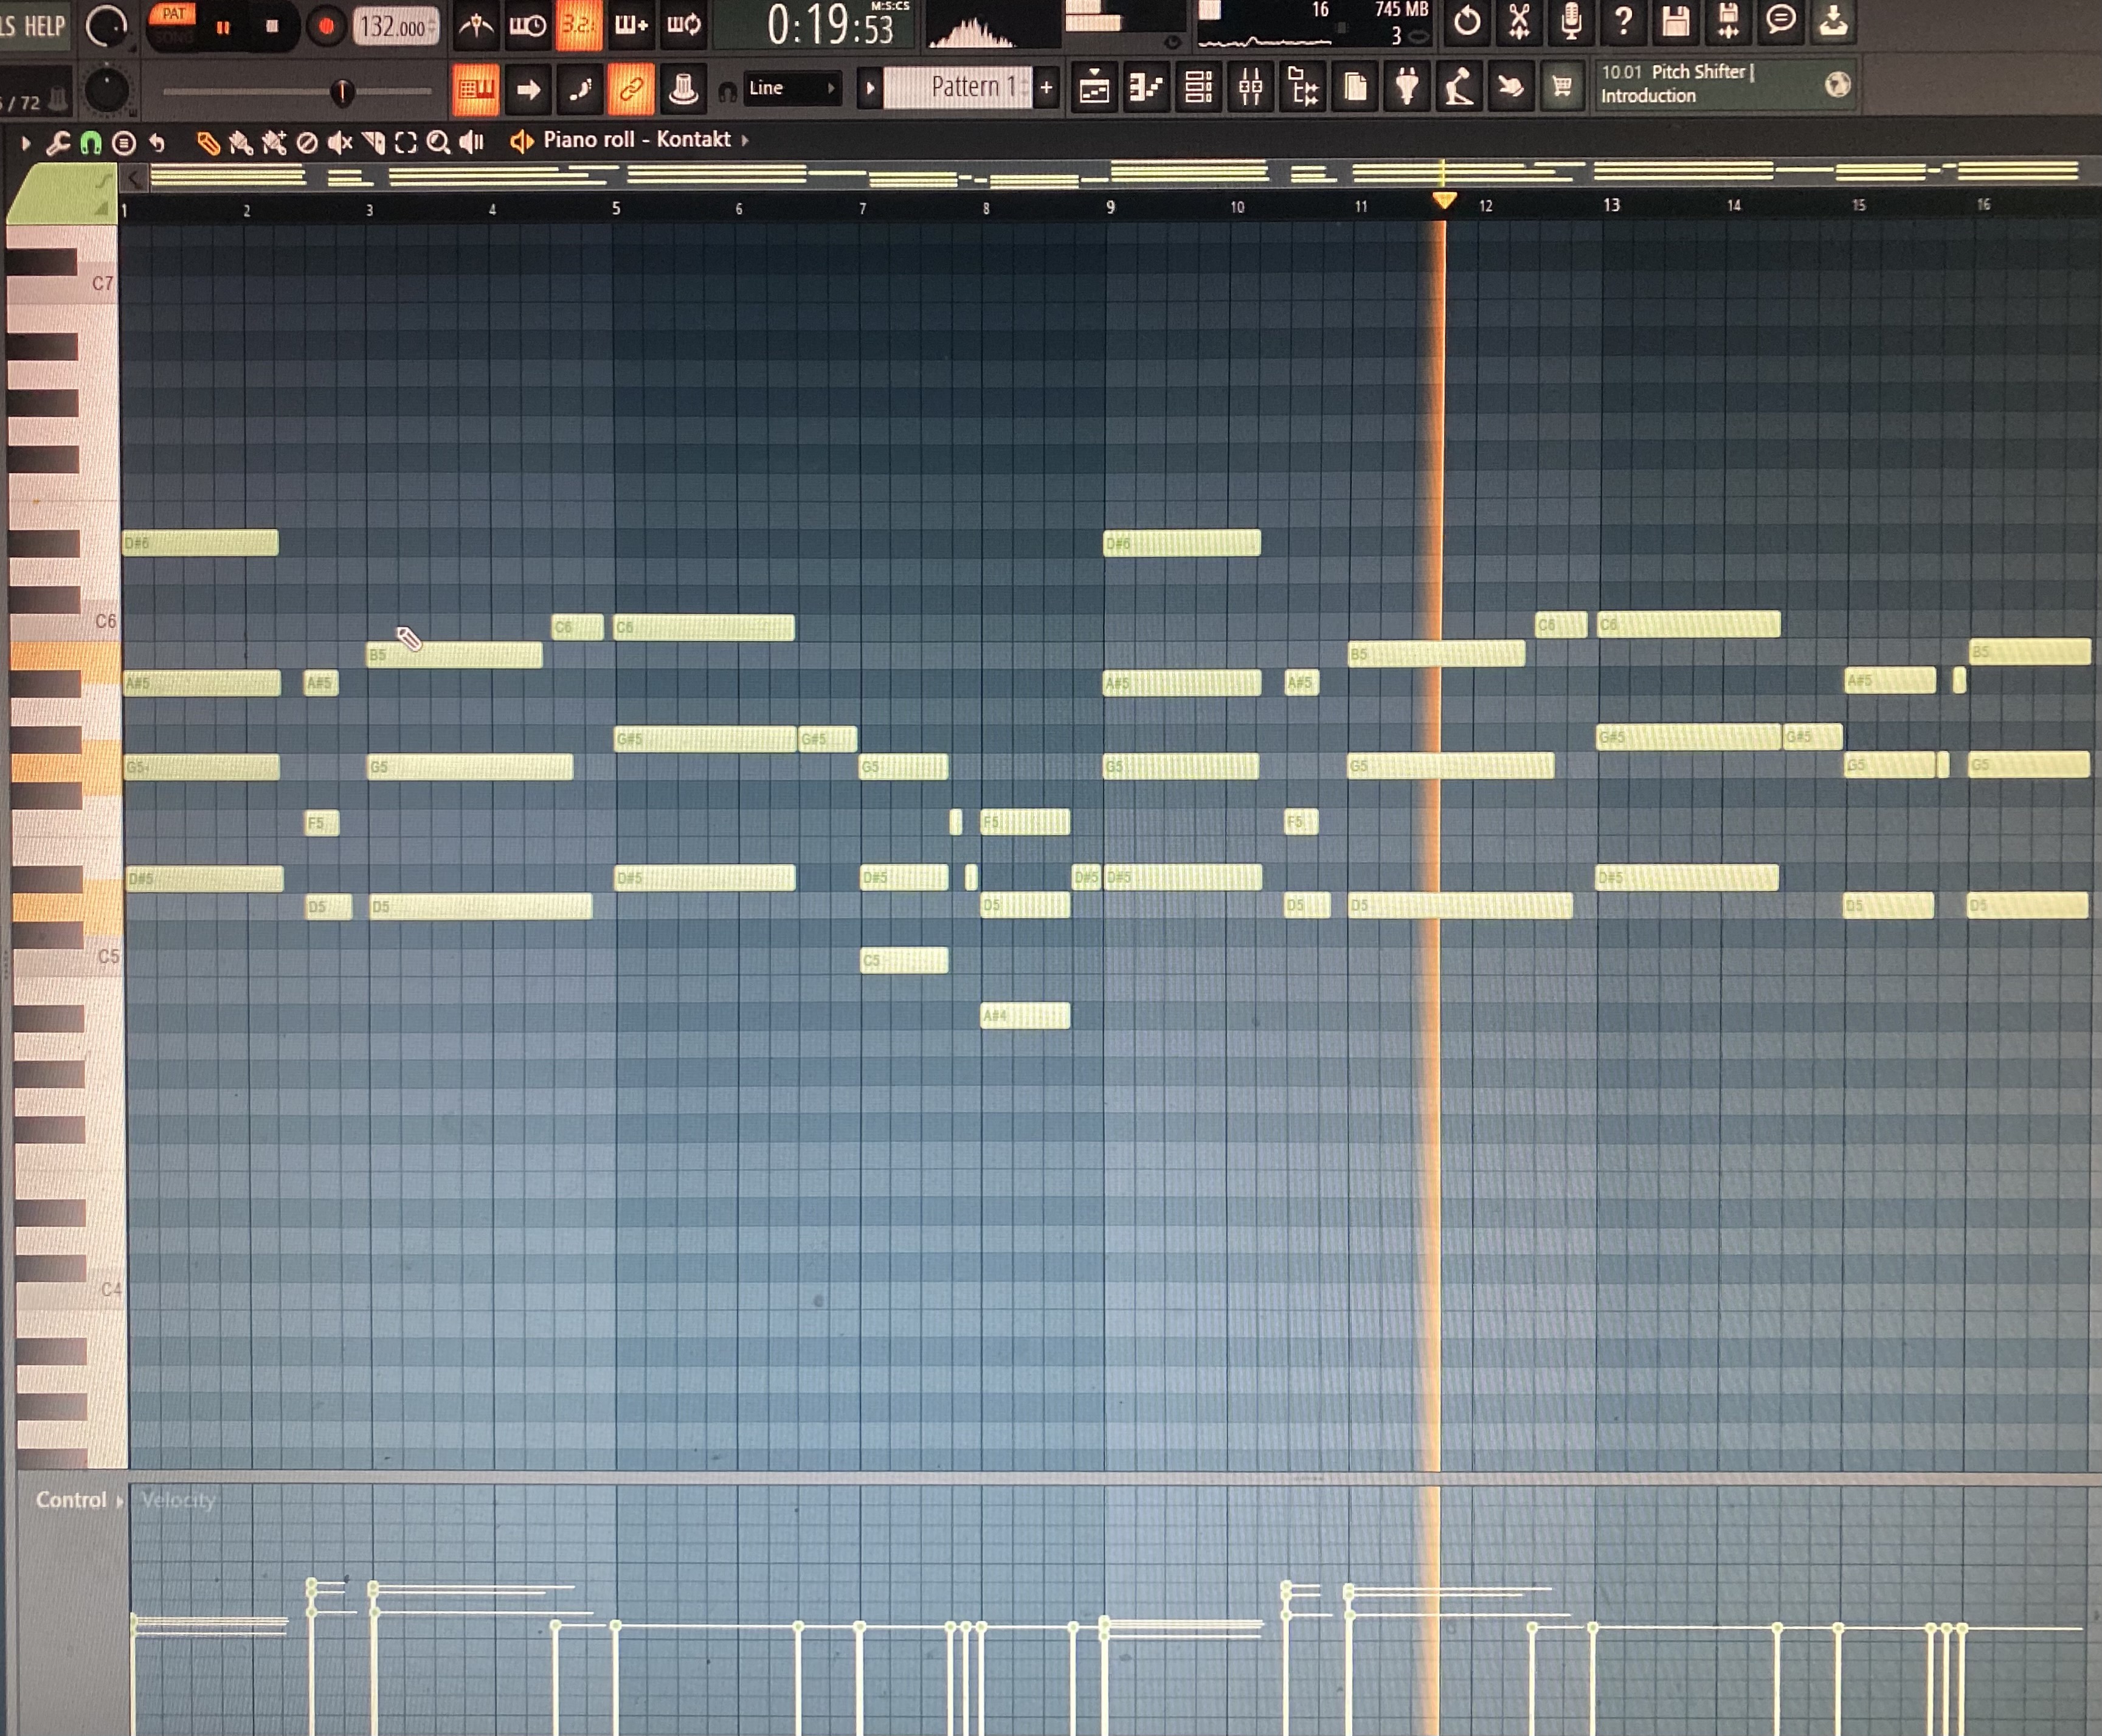 LS HELP
PAT
SONG
132.000
3.2.
M:S:CS
0:19:53
16
745 MB
3
/ 72
Line
Pattern 1
+
10.01 Pitch Shifter |
Introduction
Piano roll - Kontakt
1 2 3 4 5 6 7 8 9 10 11 12 13 14 15 16
C7
D#6 D#6
C6 C6 C6 C6 C6
B5 B5 B5
A#5 A#5 A#5 A#5 A#5
G#5 G#5 G#5 G#5
G5 G5 G5 G5 G5 G5 G5
F5 F5 F5
D#5 D#5 D#5 D#5 D#5 D#5
D5 D5 D5 D5 D5 D5 D5
C5 C5
A#4
C4
Control Velocity